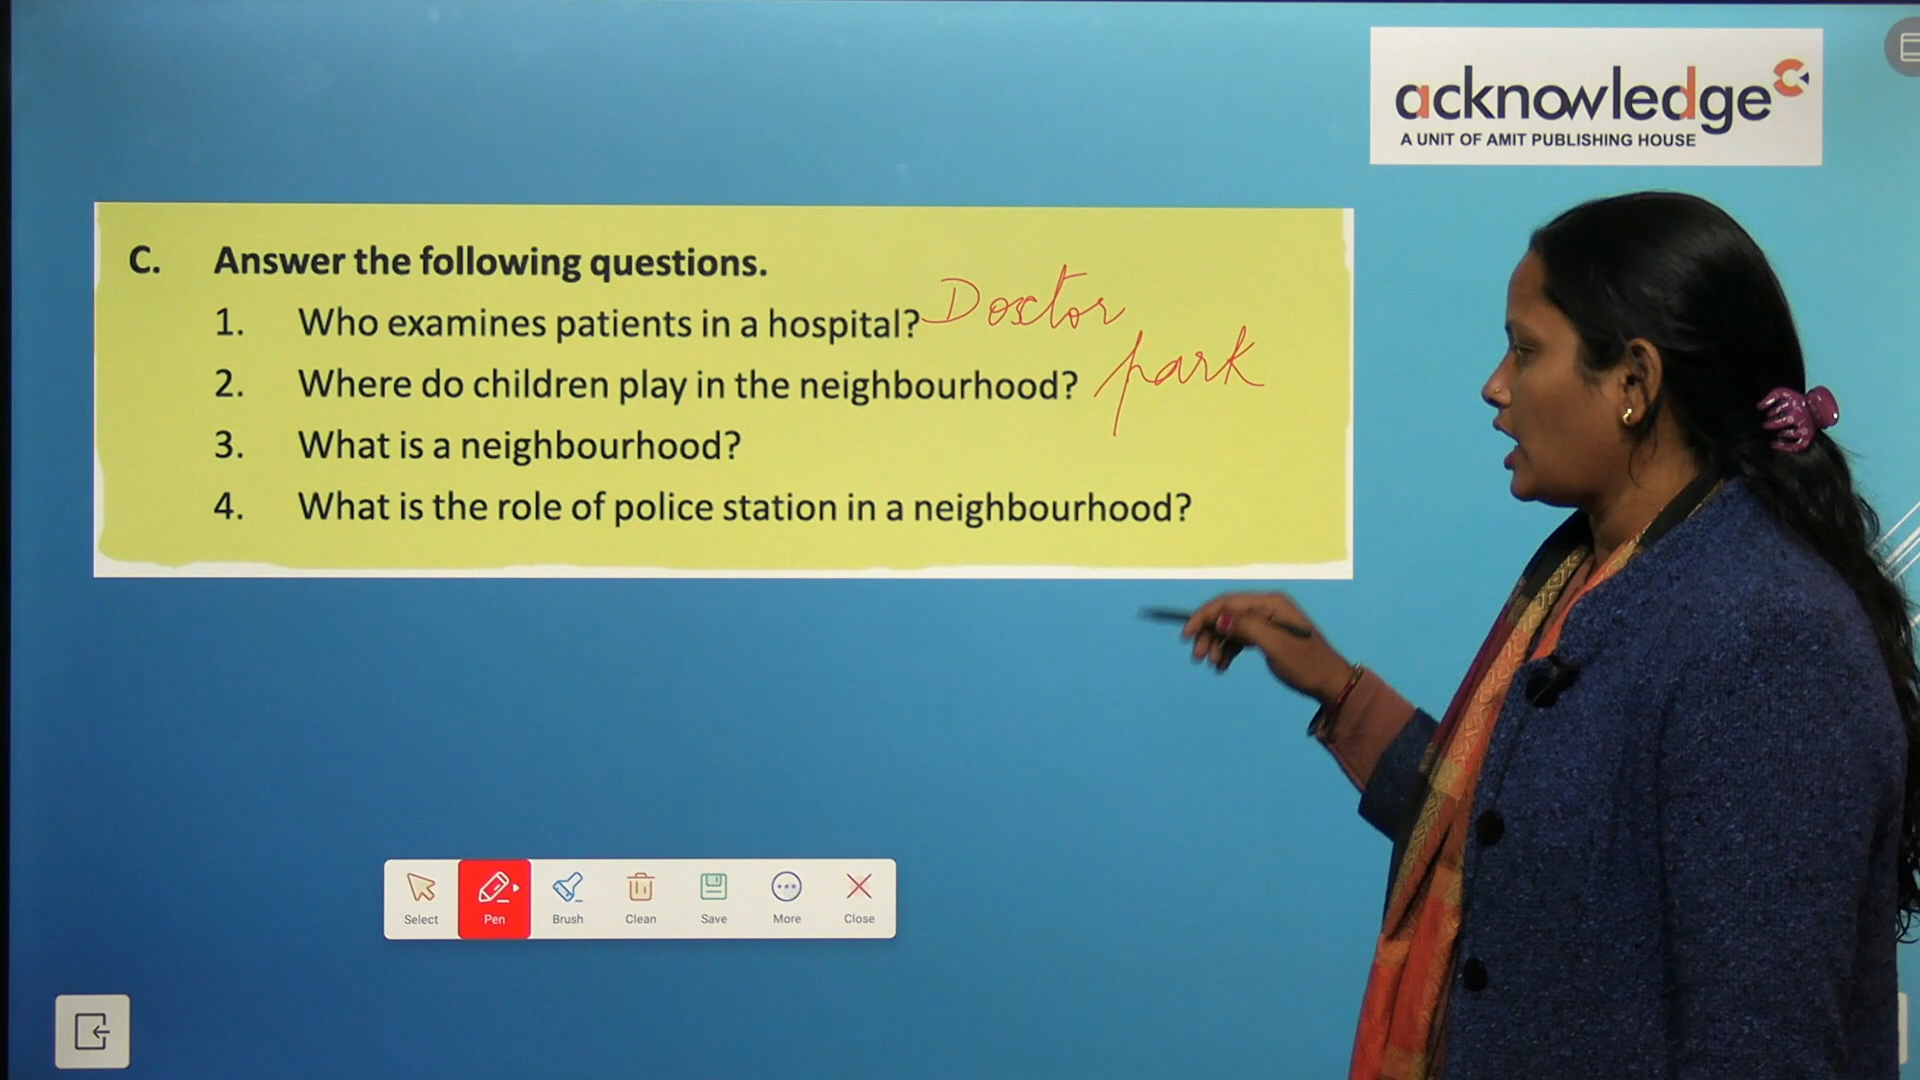 acknowledge
A UNIT OF AMIT PUBLISHING HOUSE
C. Answer the following questions.
1. Who examines patients in a hospital? Doctor
2. Where do children play in the neighbourhood? park
3. What is a neighbourhood?
4. What is the role of police station in a neighbourhood?
Select Pen Brush Clean Save More Close